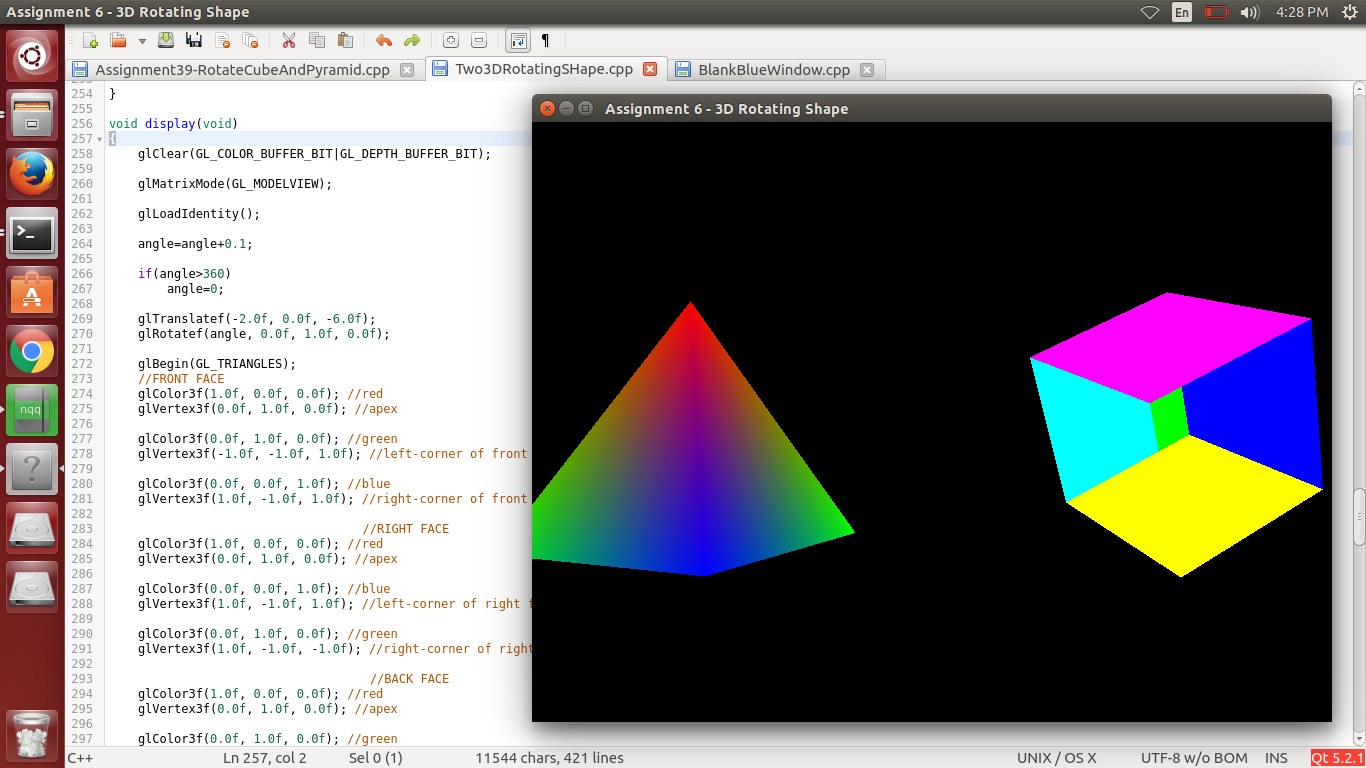 Assignment 6 - 3D Rotating Shape
En
4:28 PM
Assignment39-RotateCubeAndPyramid.cpp
Two3DRotatingSHape.cpp
BlankBlueWindow.cpp
254 }
255
256 void display(void)
257 {
258 glClear(GL_COLOR_BUFFER_BIT|GL_DEPTH_BUFFER_BIT);
259
260 glMatrixMode(GL_MODELVIEW);
261
262 glLoadIdentity();
263
264 angle=angle+0.1;
265
266 if(angle>360)
267 angle=0;
268
269 glTranslatef(-2.0f, 0.0f, -6.0f);
270 glRotatef(angle, 0.0f, 1.0f, 0.0f);
271
272 glBegin(GL_TRIANGLES);
273 //FRONT FACE
274 glColor3f(1.0f, 0.0f, 0.0f); //red
275 glVertex3f(0.0f, 1.0f, 0.0f); //apex
276
277 glColor3f(0.0f, 1.0f, 0.0f); //green
278 glVertex3f(-1.0f, -1.0f, 1.0f); //left-corner of front
279
280 glColor3f(0.0f, 0.0f, 1.0f); //blue
281 glVertex3f(1.0f, -1.0f, 1.0f); //right-corner of front
282
283 //RIGHT FACE
284 glColor3f(1.0f, 0.0f, 0.0f); //red
285 glVertex3f(0.0f, 1.0f, 0.0f); //apex
286
287 glColor3f(0.0f, 0.0f, 1.0f); //blue
288 glVertex3f(1.0f, -1.0f, 1.0f); //left-corner of right
289
290 glColor3f(0.0f, 1.0f, 0.0f); //green
291 glVertex3f(1.0f, -1.0f, -1.0f); //right-corner of right
292
293 //BACK FACE
294 glColor3f(1.0f, 0.0f, 0.0f); //red
295 glVertex3f(0.0f, 1.0f, 0.0f); //apex
296
297 glColor3f(0.0f, 1.0f, 0.0f); //green
Assignment 6 - 3D Rotating Shape
nqq
C++
Ln 257, col 2
Sel 0 (1)
11544 chars, 421 lines
UNIX / OS X
UTF-8 w/o BOM
INS
Qt 5.2.1